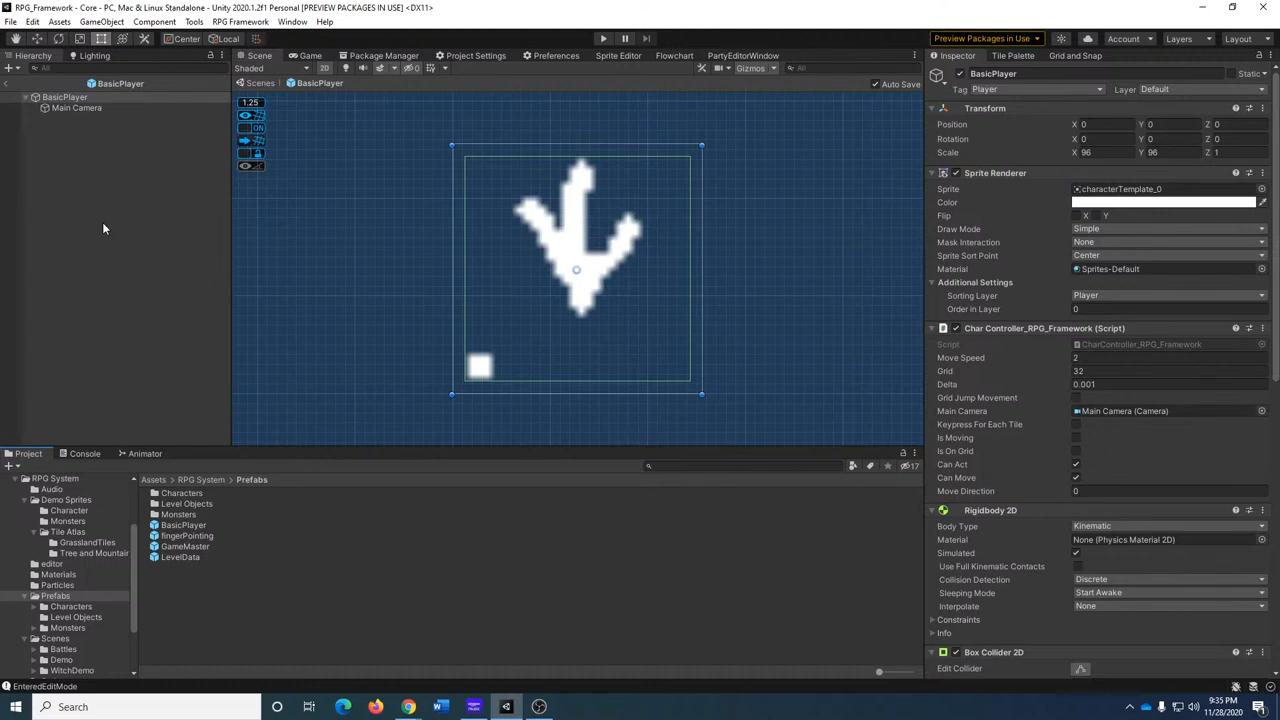 RPG_Framework - Core - PC, Mac & Linux Standalone - Unity 2020.1.2f1 Personal [PREVIEW PACKAGES IN USE] <DX11>
File Edit Assets GameObject Component Tools RPG Framework Window Help
Center Local Preview Packages in Use Account Layers Layout
Hierarchy Lighting Scene Game Package Manager Project Settings Preferences Sprite Editor Flowchart PartyEditorWindow Inspector Tile Palette Grid and Snap
All Shaded 2D 0 Gizmos All
BasicPlayer Scenes BasicPlayer Auto Save
BasicPlayer Static
Tag Player Layer Default
BasicPlayer
Main Camera
1.25
ON
Transform
Position X 0 Y 0 Z 0
Rotation X 0 Y 0 Z 0
Scale X 96 Y 96 Z 1
Sprite Renderer
Sprite characterTemplate_0
Color
Flip X Y
Draw Mode Simple
Mask Interaction None
Sprite Sort Point Center
Material Sprites-Default
Additional Settings
Sorting Layer Player
Order in Layer 0
Char Controller_RPG_Framework (Script)
Script CharController_RPG_Framework
Move Speed 2
Grid 32
Delta 0.001
Grid Jump Movement
Main Camera Main Camera (Camera)
Keypress For Each Tile
Is Moving
Is On Grid
Can Act
Can Move
Move Direction 0
Rigidbody 2D
Body Type Kinematic
Material None (Physics Material 2D)
Simulated
Use Full Kinematic Contacts
Collision Detection Discrete
Sleeping Mode Start Awake
Interpolate None
Constraints
Info
Box Collider 2D
Edit Collider
Project Console Animator
17
RPG System
Audio
Demo Sprites
Character
Monsters
Tile Atlas
GrasslandTiles
Tree and Mountain
editor
Materials
Particles
Prefabs
Characters
Level Objects
Monsters
Scenes
Battles
Demo
WitchDemo
Assets RPG System Prefabs
Characters
Level Objects
Monsters
BasicPlayer
fingerPointing
GameMaster
LevelData
EnteredEditMode
Search
9:35 PM
11/28/2020